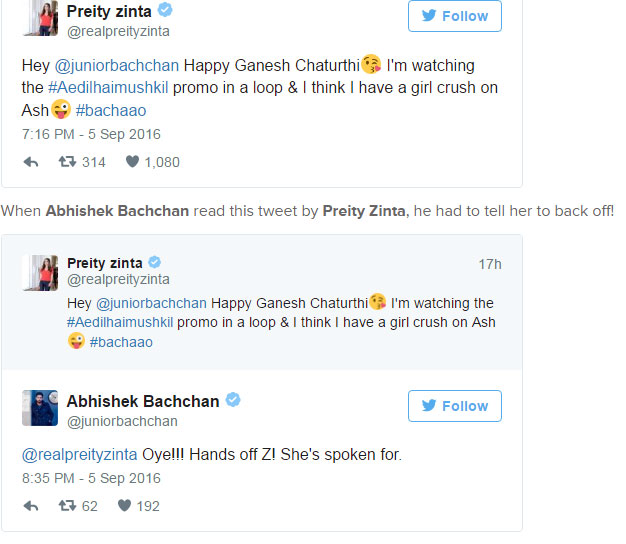 Preity zinta
Follow
@realpreityzinta
Hey @juniorbachchan Happy Ganesh Chaturthi😘 I'm watching
the #Aedilhaimushkil promo in a loop & I think I have a girl crush on
Ash😜 #bachaao
7:16 PM - 5 Sep 2016
314 1,080
When Abhishek Bachchan read this tweet by Preity Zinta, he had to tell her to back off!
Preity zinta 17h
@realpreityzinta
Hey @juniorbachchan Happy Ganesh Chaturthi😘 I'm watching the
#Aedilhaimushkil promo in a loop & I think I have a girl crush on Ash
😜 #bachaao
Abhishek Bachchan
Follow
@juniorbachchan
@realpreityzinta Oye!!! Hands off Z! She's spoken for.
8:35 PM - 5 Sep 2016
62 192